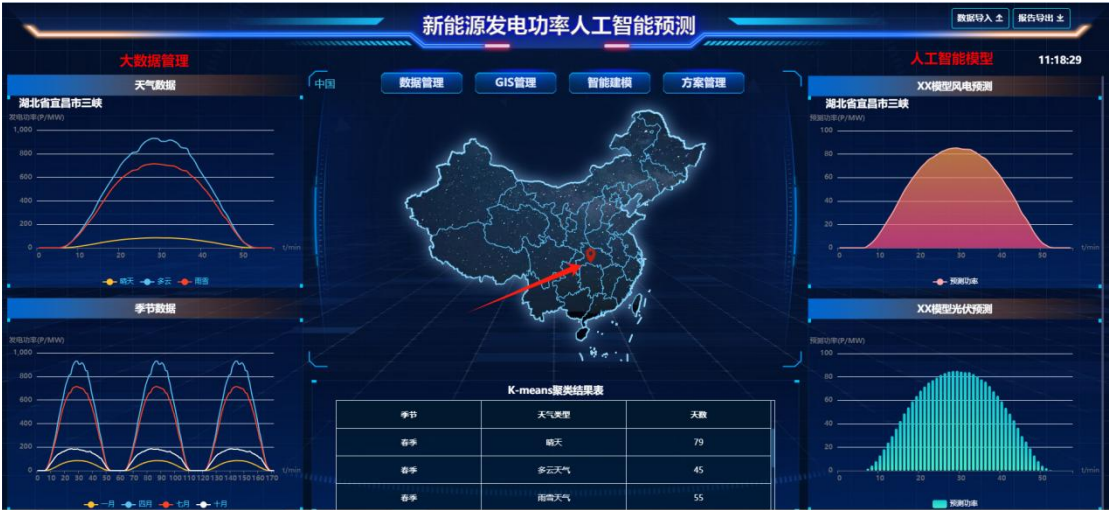 新能源发电功率人工智能预测
数据导入
报告导出
大数据管理
人工智能模型
11:18:29
天气数据
湖北省宜昌市三峡
发电功率(P/MW)
1,000
800
600
400
200
0
0 10 20 30 40 50
t/min
晴天 多云 雨雪
季节数据
发电功率(P/MW)
1,000
800
600
400
200
0
0 10 20 30 40 50 60 70 80 90 100 110 120 130 140 150 160 170
t/min
一月 四月 七月 十月
中国
数据管理 GIS管理 智能建模 方案管理
K-means聚类结果表
季节 天气类型 天数
春季 晴天 79
春季 多云天气 45
春季 雨雪天气 55
XX模型风电预测
湖北省宜昌市三峡
预测功率(P/MW)
100
80
60
40
20
0
0 10 20 30 40 50
t/min
预测功率
XX模型光伏预测
预测功率(P/MW)
100
80
60
40
20
0
0 10 20 30 40 50
t/min
预测功率